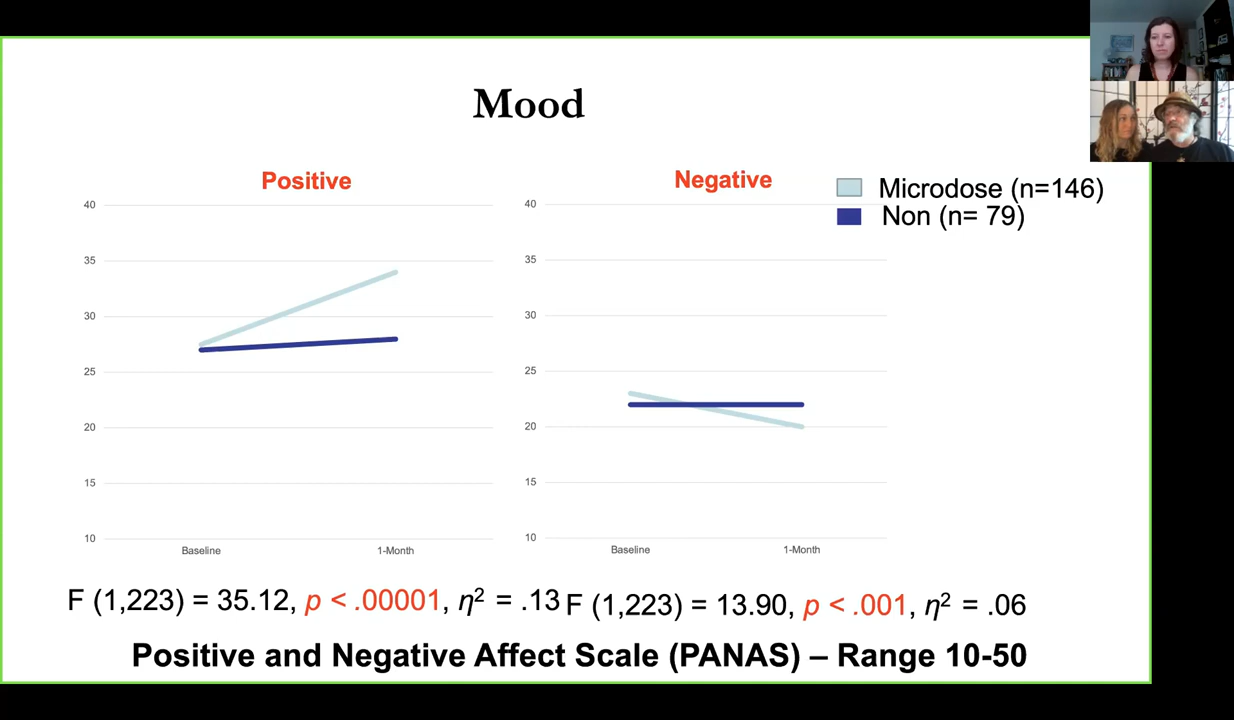 Mood
Positive
40
35
30
25
20
15
10
Baseline 1-Month
Negative
40
35
30
25
20
15
10
Baseline 1-Month
Microdose (n=146)
Non (n= 79)
F (1,223) = 35.12, p < .00001, η² = .13
F (1,223) = 13.90, p < .001, η² = .06
Positive and Negative Affect Scale (PANAS) – Range 10-50